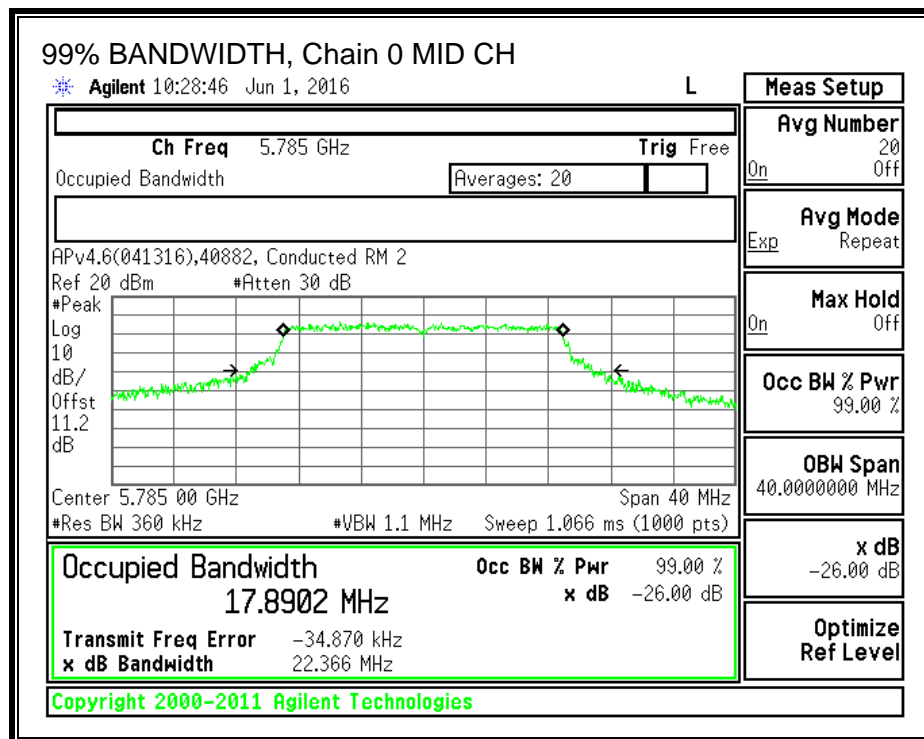 99% BANDWIDTH, Chain 0 MID CH
Agilent 10:28:46 Jun 1, 2016 L
Meas Setup
Ch Freq 5.785 GHz Trig Free
Occupied Bandwidth Averages: 20
APv4.6(041316),40882, Conducted RM 2
Ref 20 dBm #Atten 30 dB
#Peak
Log
10
dB/
Offst
11.2
dB
Center 5.785 00 GHz Span 40 MHz
#Res BW 360 kHz #VBW 1.1 MHz Sweep 1.066 ms (1000 pts)
Occupied Bandwidth
17.8902 MHz
Occ BW % Pwr 99.00 %
x dB -26.00 dB
Transmit Freq Error -34.870 kHz
x dB Bandwidth 22.366 MHz
Copyright 2000-2011 Agilent Technologies
Avg Number
20
On Off
Avg Mode
Exp Repeat
Max Hold
On Off
Occ BW % Pwr
99.00 %
OBW Span
40.0000000 MHz
x dB
-26.00 dB
Optimize
Ref Level